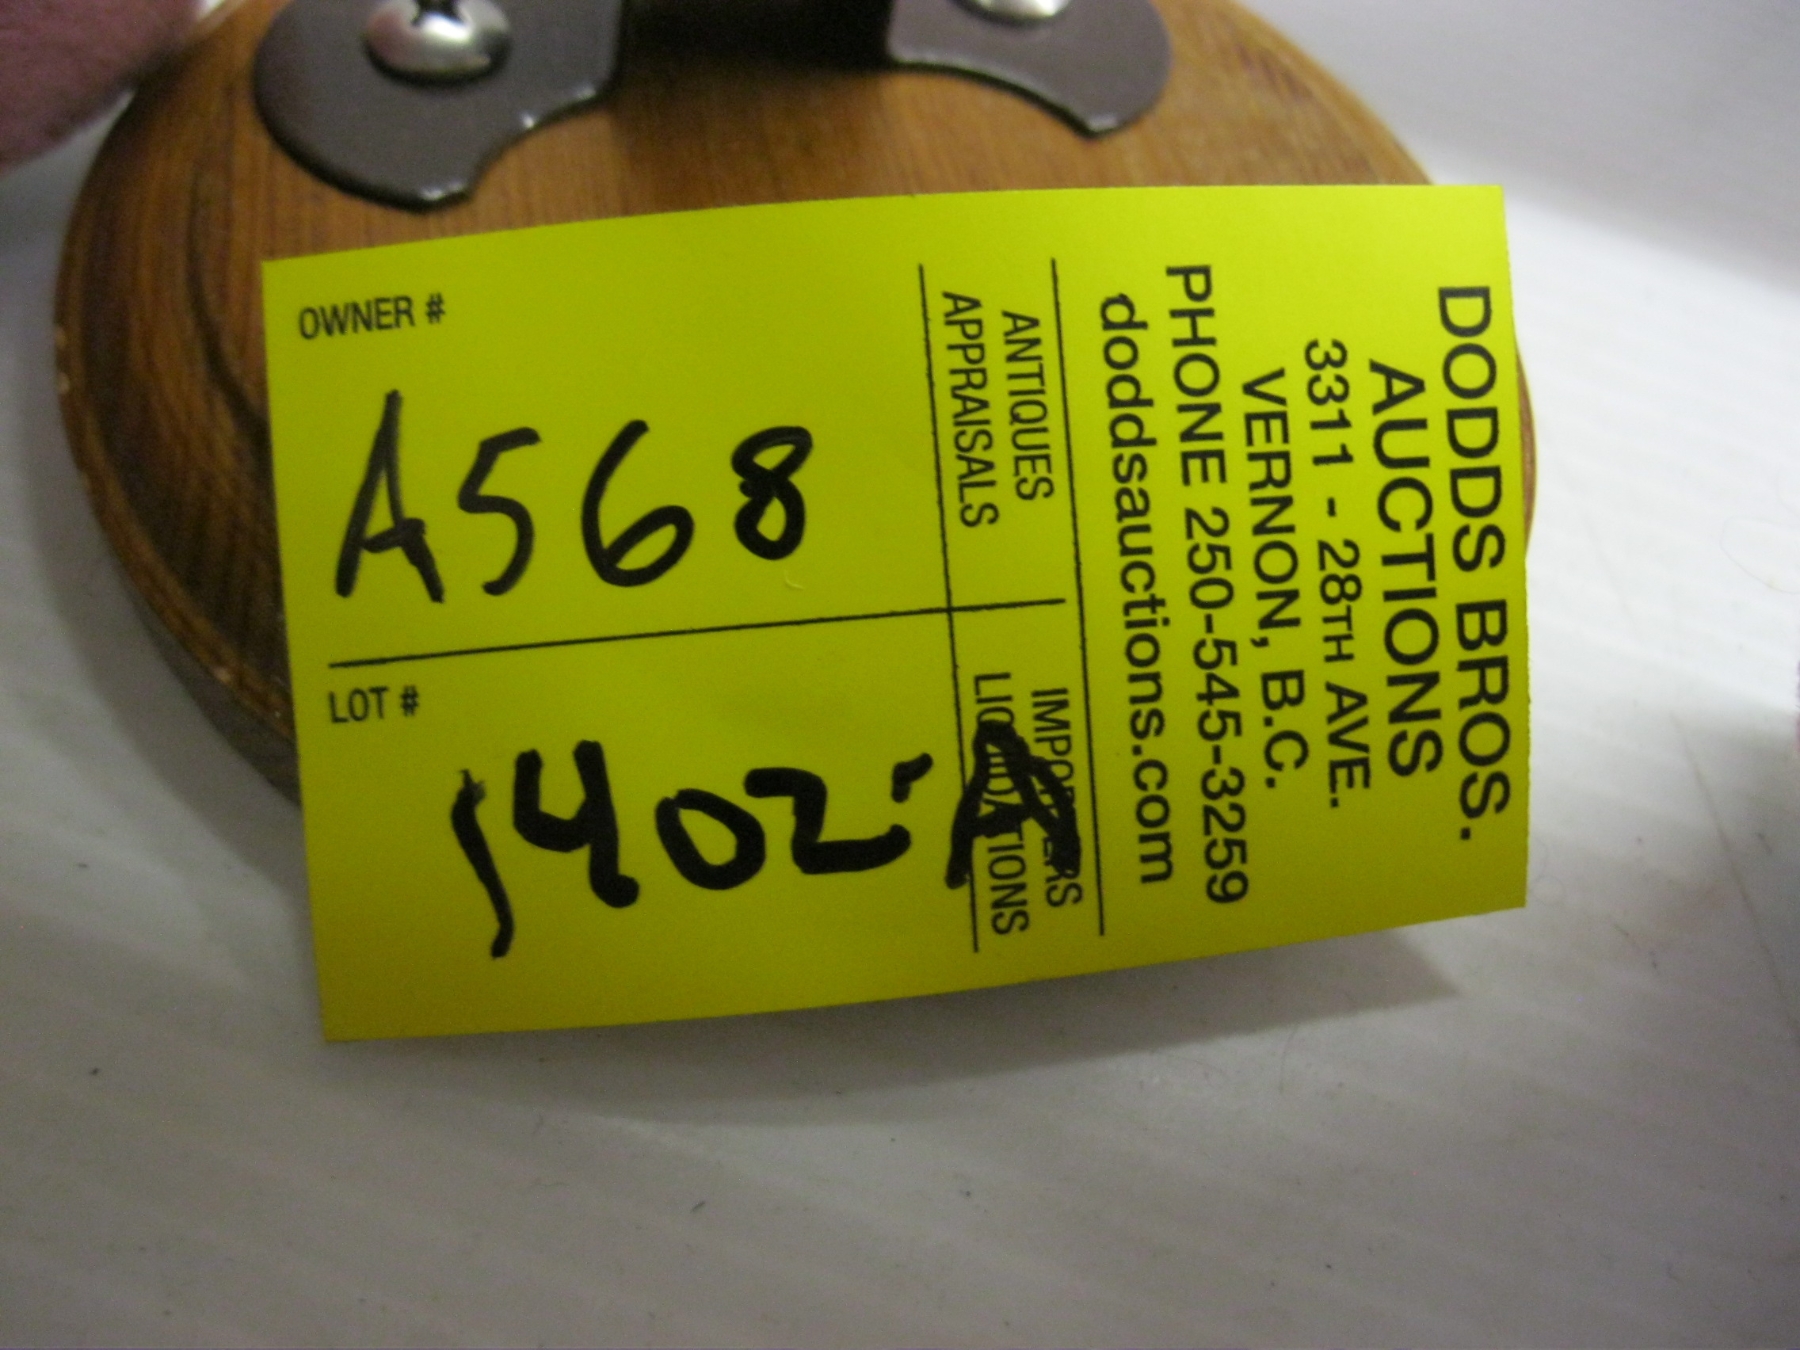 DODDS BROS.
AUCTIONS
3311 - 28TH AVE.
VERNON, B.C.
PHONE 250-545-3259
doddsauctions.com
ANTIQUES
APPRAISALS
IMPORTERS
LIQUIDATIONS
OWNER #
A568
LOT #
1402-A